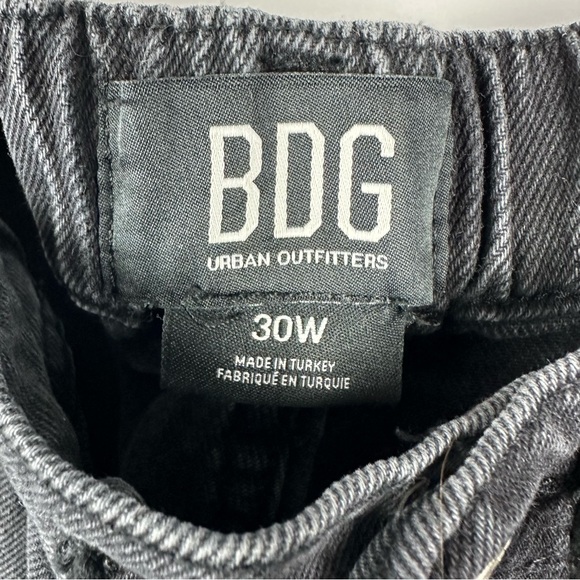 BDG
URBAN OUTFITTERS
30W
MADE IN TURKEY
FABRIQUÉ EN TURQUIE